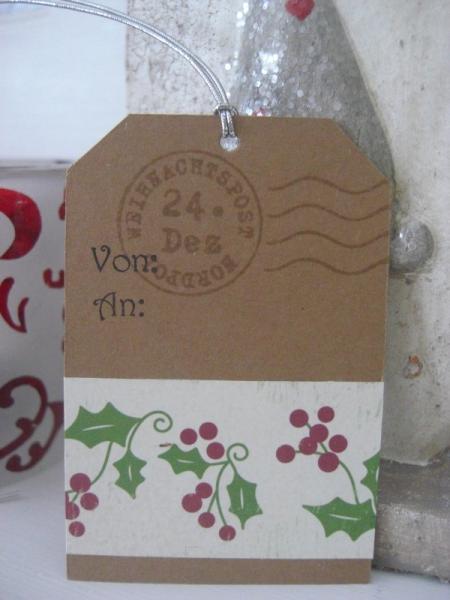 WEIHNACHTSPOST
24.
Dez
NORDPOL
Von:
An: